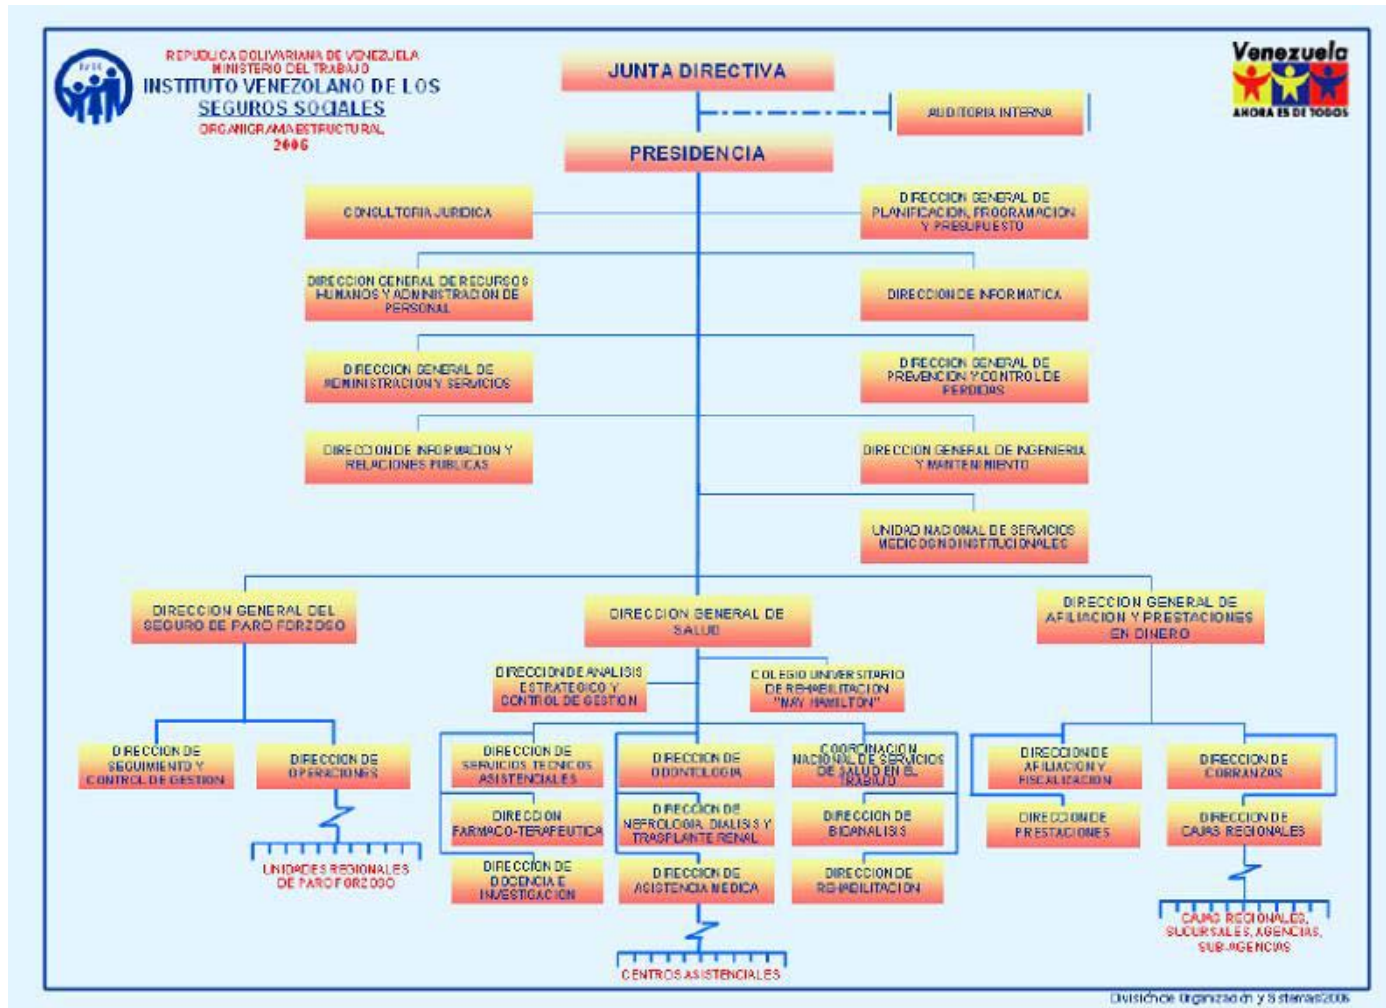 REPUBLICA BOLIVARIANA DE VENEZUELA
MINISTERIO DEL TRABAJO
INSTITUTO VENEZOLANO DE LOS
SEGUROS SOCIALES
ORGANIGRAMA ESTRUCTURAL
2006
Venezuela
AHORA ES DE TODOS
JUNTA DIRECTIVA
AUDITORIA INTERNA
PRESIDENCIA
CONSULTORIA JURIDICA
DIRECCION GENERAL DE
PLANIFICACION, PROGRAMACION
Y PRESUPUESTO
DIRECCION GENERAL DE RECURSOS
HUMANOS Y ADMINISTRACION DE
PERSONAL
DIRECCION DE INFORMATICA
DIRECCION GENERAL DE
ADMINISTRACION Y SERVICIOS
DIRECCION GENERAL DE
PREVENCION Y CONTROL DE
PERDIDAS
DIRECCION DE INFORMACION Y
RELACIONES PUBLICAS
DIRECCION GENERAL DE INGENIERIA
Y MANTENIMIENTO
UNIDAD NACIONAL DE SERVICIOS
MEDICOS NO INSTITUCIONALES
DIRECCION GENERAL DEL
SEGURO DE PARO FORZOSO
DIRECCION GENERAL DE
SALUD
DIRECCION GENERAL DE
AFILIACION Y PRESTACIONES
EN DINERO
DIRECCION DE ANALISIS
ESTRATEGICO Y
CONTROL DE GESTION
COLEGIO UNIVERSITARIO
DE REHABILITACION
"MAY HAMILTON"
DIRECCION DE
SEGUIMIENTO Y
CONTROL DE GESTION
DIRECCION DE
OPERACIONES
UNIDADES REGIONALES
DE PARO FORZOSO
DIRECCION DE
SERVICIOS TECNICOS
ASISTENCIALES
DIRECCION DE
ODONTOLOGIA
COORDINACION
NACIONAL DE SERVICIOS
DE SALUD EN EL
TRABAJO
DIRECCION
FARMACO-TERAPEUTICA
DIRECCION DE
NEFROLOGIA, DIALISIS Y
TRASPLANTE RENAL
DIRECCION DE
BIOANALISIS
DIRECCION DE
DOCENCIA E
INVESTIGACION
DIRECCION DE
ASISTENCIA MEDICA
DIRECCION DE
REHABILITACION
CENTROS ASISTENCIALES
DIRECCION DE
AFILIACION Y
FISCALIZACION
DIRECCION DE
COBRANZAS
DIRECCION DE
PRESTACIONES
DIRECCION DE
CAJAS REGIONALES
CAJAS REGIONALES,
SUCURSALES, AGENCIAS,
SUB-AGENCIAS
División de Organización y Sistemas/2006